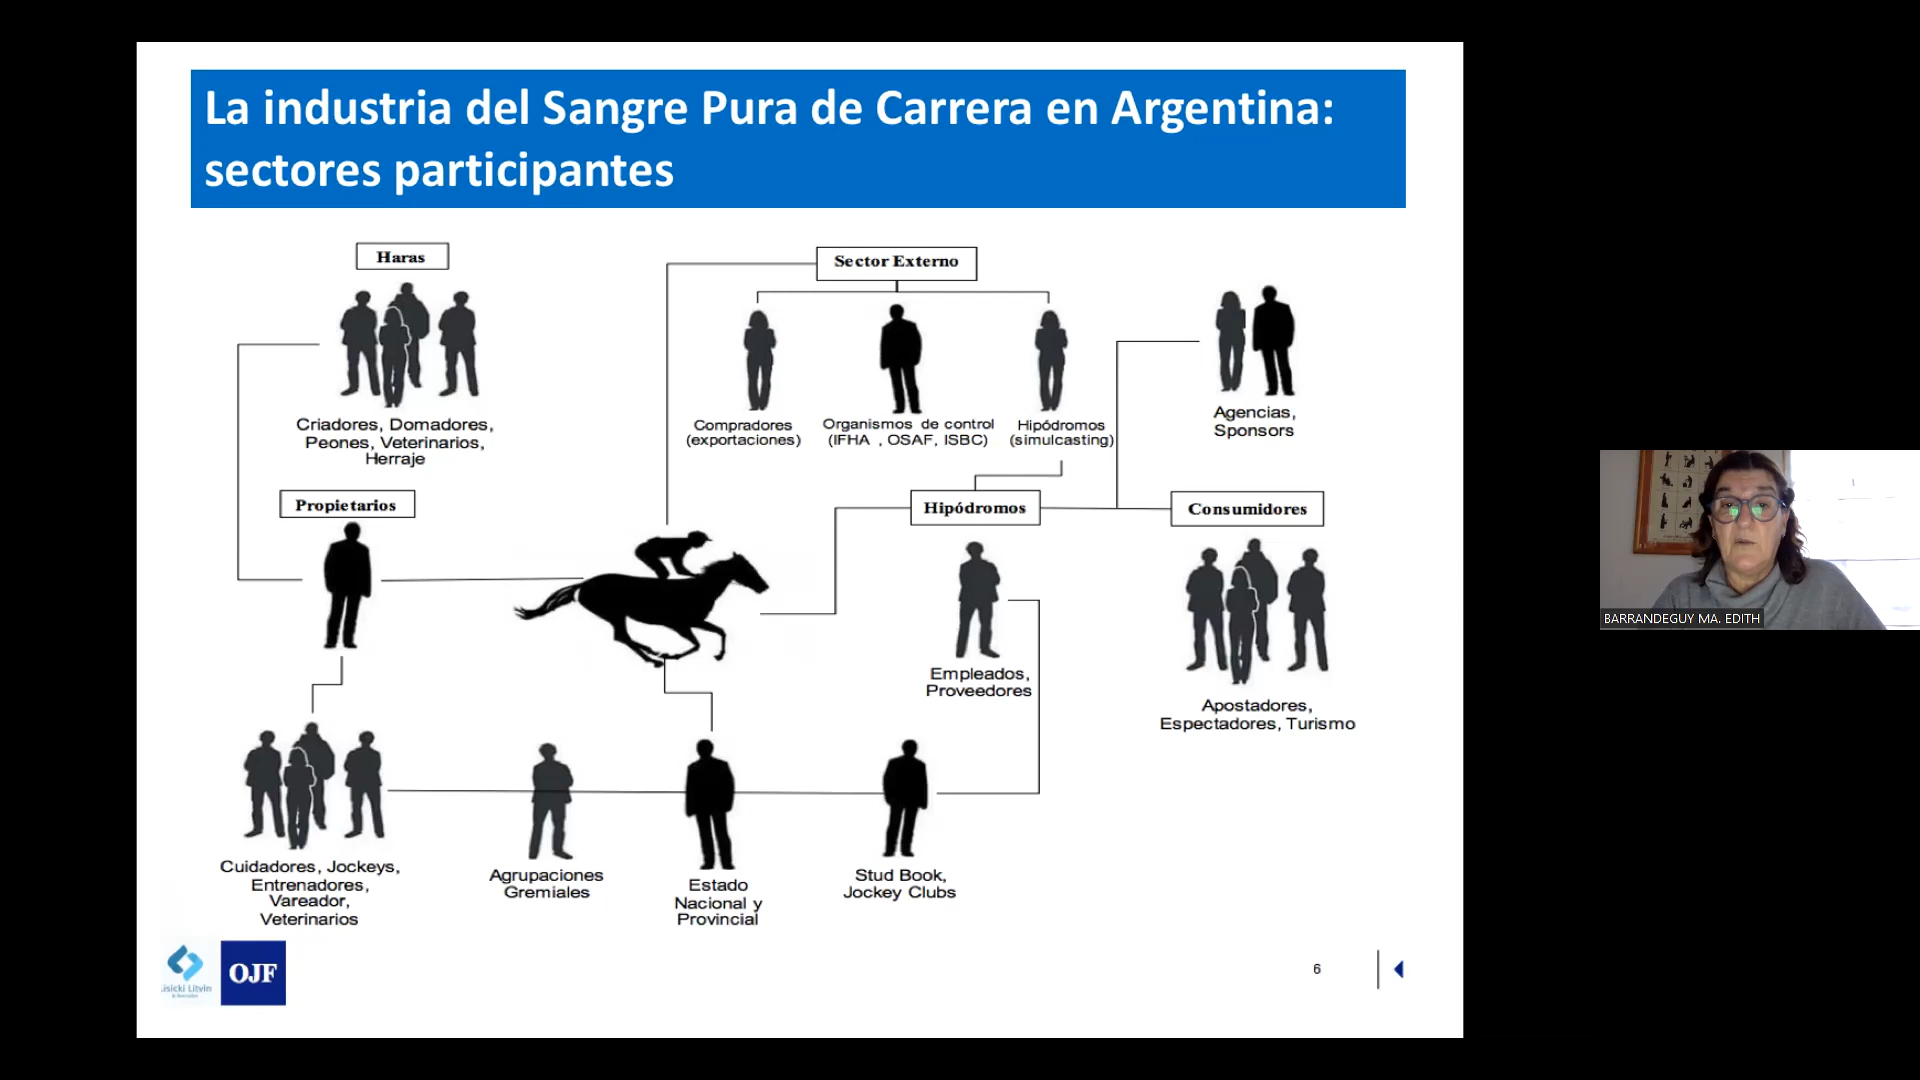 La industria del Sangre Pura de Carrera en Argentina:
sectores participantes
Haras
Criadores, Domadores,
Peones, Veterinarios,
Herraje
Sector Externo
Compradores
(exportaciones)
Organismos de control
(IFHA , OSAF, ISBC)
Hipódromos
(simulcasting)
Agencias,
Sponsors
Propietarios
Hipódromos
Consumidores
Empleados,
Proveedores
Apostadores,
Espectadores, Turismo
Cuidadores, Jockeys,
Entrenadores,
Vareador,
Veterinarios
Agrupaciones
Gremiales
Estado
Nacional y
Provincial
Stud Book,
Jockey Clubs
Lisicki Litvin
OJF
6
BARRANDEGUY MA. EDITH